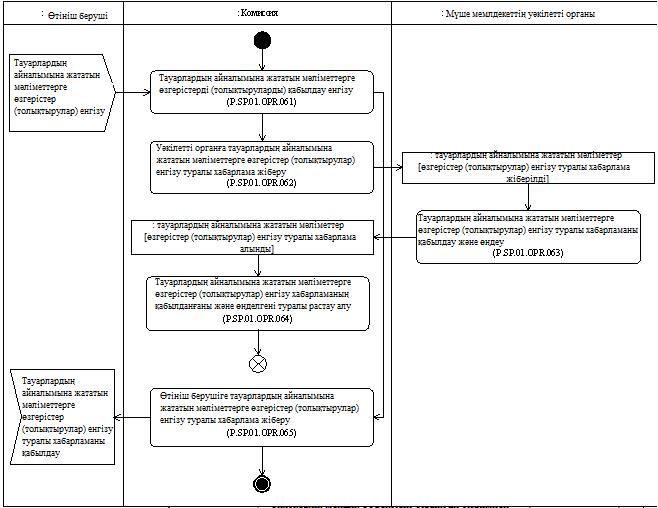 : Өтініш беруші
: Комиссия
: Мүше мемлдекеттін уәкілетті органы
Тауарлардың
айналымына жататын
мәліметтерге
өзгерістер
(толықтырулар) енгізу
Тауарлардың айналымына жататын мәліметтерге
өзгерістерді (толықтыруларды) қабылдау енгізу
(P.SP.01.OPR.061)
Уәкілетті органға тауарлардың айналымына
жататын мәліметтерге өзгерістер (толықтырулар)
енгізу туралы хабарлама жіберу
(P.SP.01.OPR.062)
: тауарлардың айналымына жататын мәліметтер
[өзгерістер (толықтырулар) енгізу туралы хабарлама
жіберілді]
Тауарлардың айналымына жататын мәліметтерге
өзгерістер (толықтырулар) енгізу туралы хабарламаны
қабылдау және өңдеу
(P.SP.01.OPR.063)
: тауарлардың айналымына жататын мәліметтер
[өзгерістер (толықтырулар) енгізу туралы хабарлама
алынды]
Тауарлардың айналымына жататын мәліметтерге
өзгерістер (толықтырулар) енгізу хабарламаның
қабылданғаны және өңделгені туралы растау алу
(P.SP.01.OPR.064)
Өтініш берушіге тауарлардың айналымына
жататын мәліметтерге өзгерістер (толықтырулар)
енгізу туралы хабарлама жіберу
(P.SP.01.OPR.065)
Тауарлардың
айналымына жататын
мәліметтерге
өзгерістер
(толықтырулар) енгізу
туралы хабарламаны
қабылдау